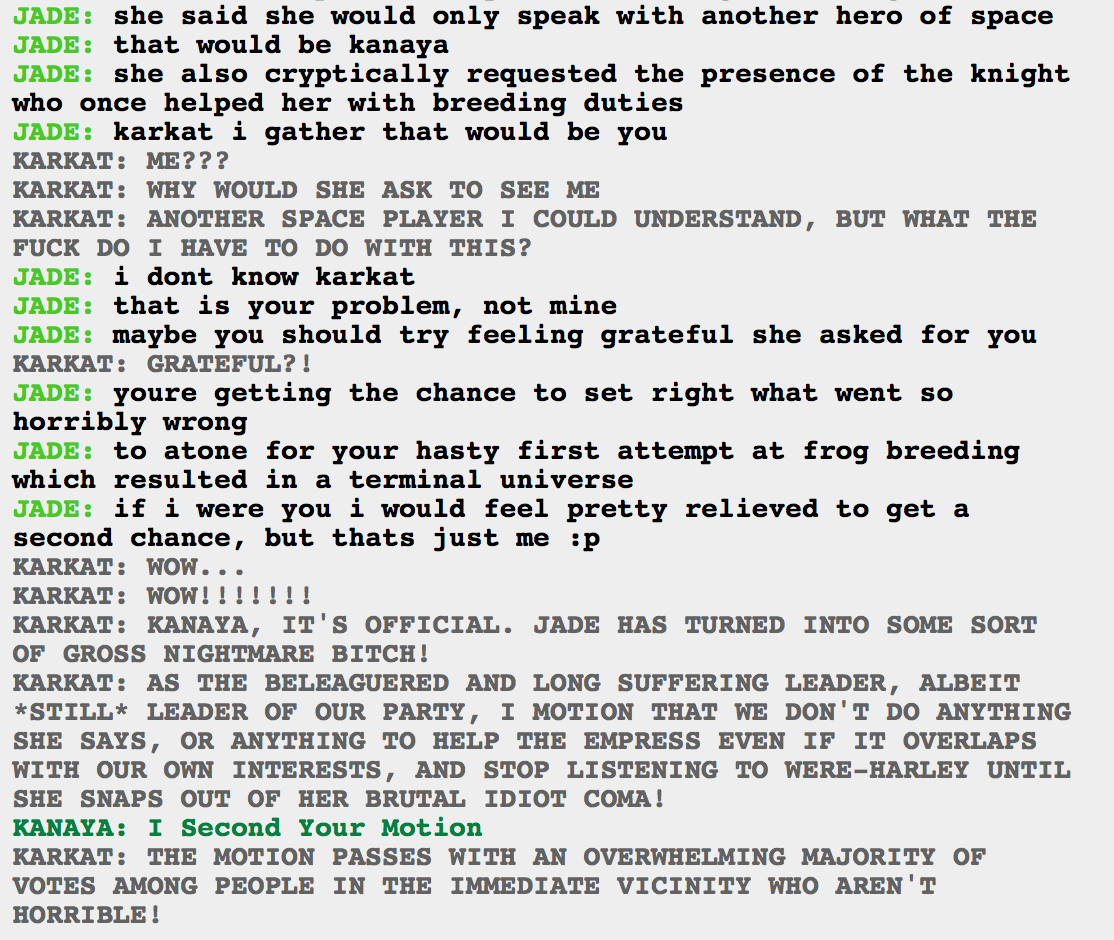 JADE: she said she would only speak with another hero of space
JADE: that would be kanaya
JADE: she also cryptically requested the presence of the knight
who once helped her with breeding duties
JADE: karkat i gather that would be you
KARKAT: ME???
KARKAT: WHY WOULD SHE ASK TO SEE ME
KARKAT: ANOTHER SPACE PLAYER I COULD UNDERSTAND, BUT WHAT THE
FUCK DO I HAVE TO DO WITH THIS?
JADE: i dont know karkat
JADE: that is your problem, not mine
JADE: maybe you should try feeling grateful she asked for you
KARKAT: GRATEFUL?!
JADE: youre getting the chance to set right what went so
horribly wrong
JADE: to atone for your hasty first attempt at frog breeding
which resulted in a terminal universe
JADE: if i were you i would feel pretty relieved to get a
second chance, but thats just me :p
KARKAT: WOW...
KARKAT: WOW!!!!!!!
KARKAT: KANAYA, IT'S OFFICIAL. JADE HAS TURNED INTO SOME SORT
OF GROSS NIGHTMARE BITCH!
KARKAT: AS THE BELEAGUERED AND LONG SUFFERING LEADER, ALBEIT
*STILL* LEADER OF OUR PARTY, I MOTION THAT WE DON'T DO ANYTHING
SHE SAYS, OR ANYTHING TO HELP THE EMPRESS EVEN IF IT OVERLAPS
WITH OUR OWN INTERESTS, AND STOP LISTENING TO WERE-HARLEY UNTIL
SHE SNAPS OUT OF HER BRUTAL IDIOT COMA!
KANAYA: I Second Your Motion
KARKAT: THE MOTION PASSES WITH AN OVERWHELMING MAJORITY OF
VOTES AMONG PEOPLE IN THE IMMEDIATE VICINITY WHO AREN'T
HORRIBLE!